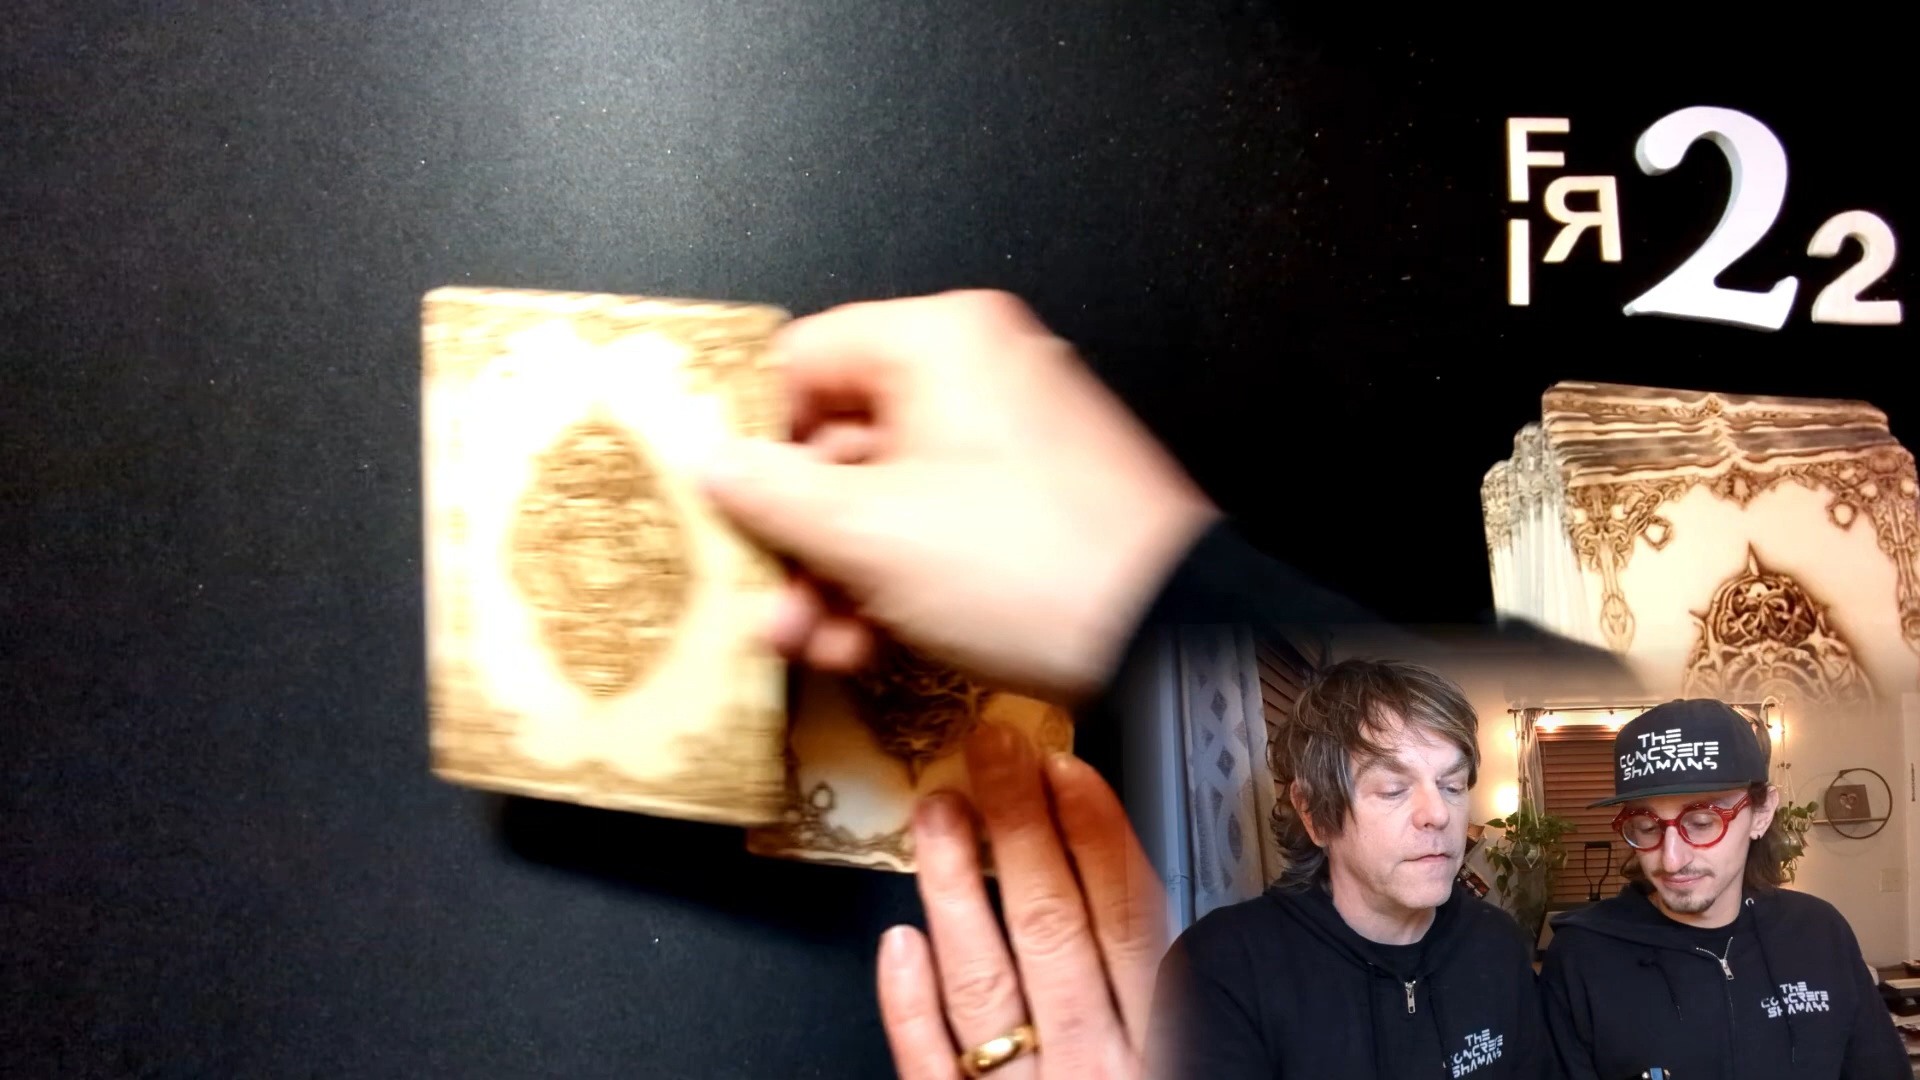 FRI 22
THE
CONCRETE
SHAMANS
THE
CONCRETE
SHAMANS
THE
CONCRETE
SHAMANS